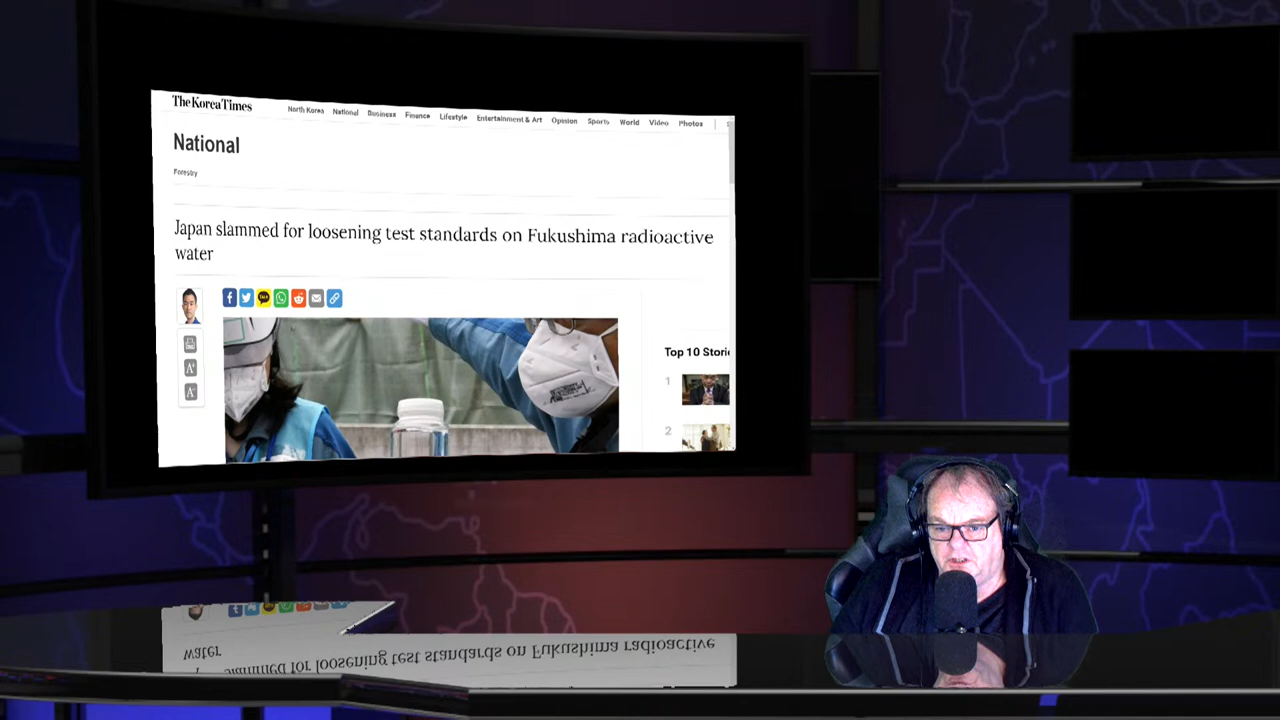 The Korea Times
North Korea National Business Finance Lifestyle Entertainment & Art Opinion Sports World Video Photos
National
Forestry
Japan slammed for loosening test standards on Fukushima radioactive
water
TALK
A+
A-
Top 10 Stori
1
2
water
slammed for loosening test standards on Fukushima radioactive